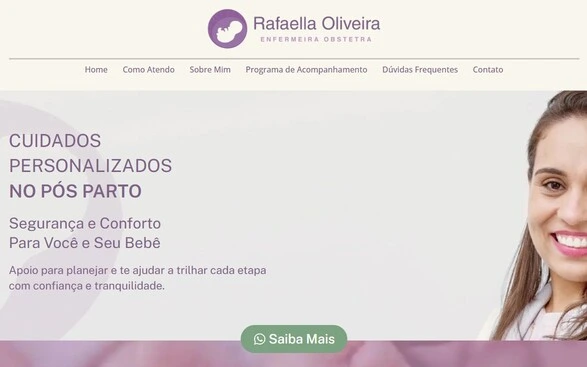 Rafaella Oliveira
ENFERMEIRA OBSTETRA
Home Como Atendo Sobre Mim Programa de Acompanhamento Dúvidas Frequentes Contato
CUIDADOS
PERSONALIZADOS
NO PÓS PARTO
Segurança e Conforto
Para Você e Seu Bebê
Apoio para planejar e te ajudar a trilhar cada etapa
com confiança e tranquilidade.
Saiba Mais